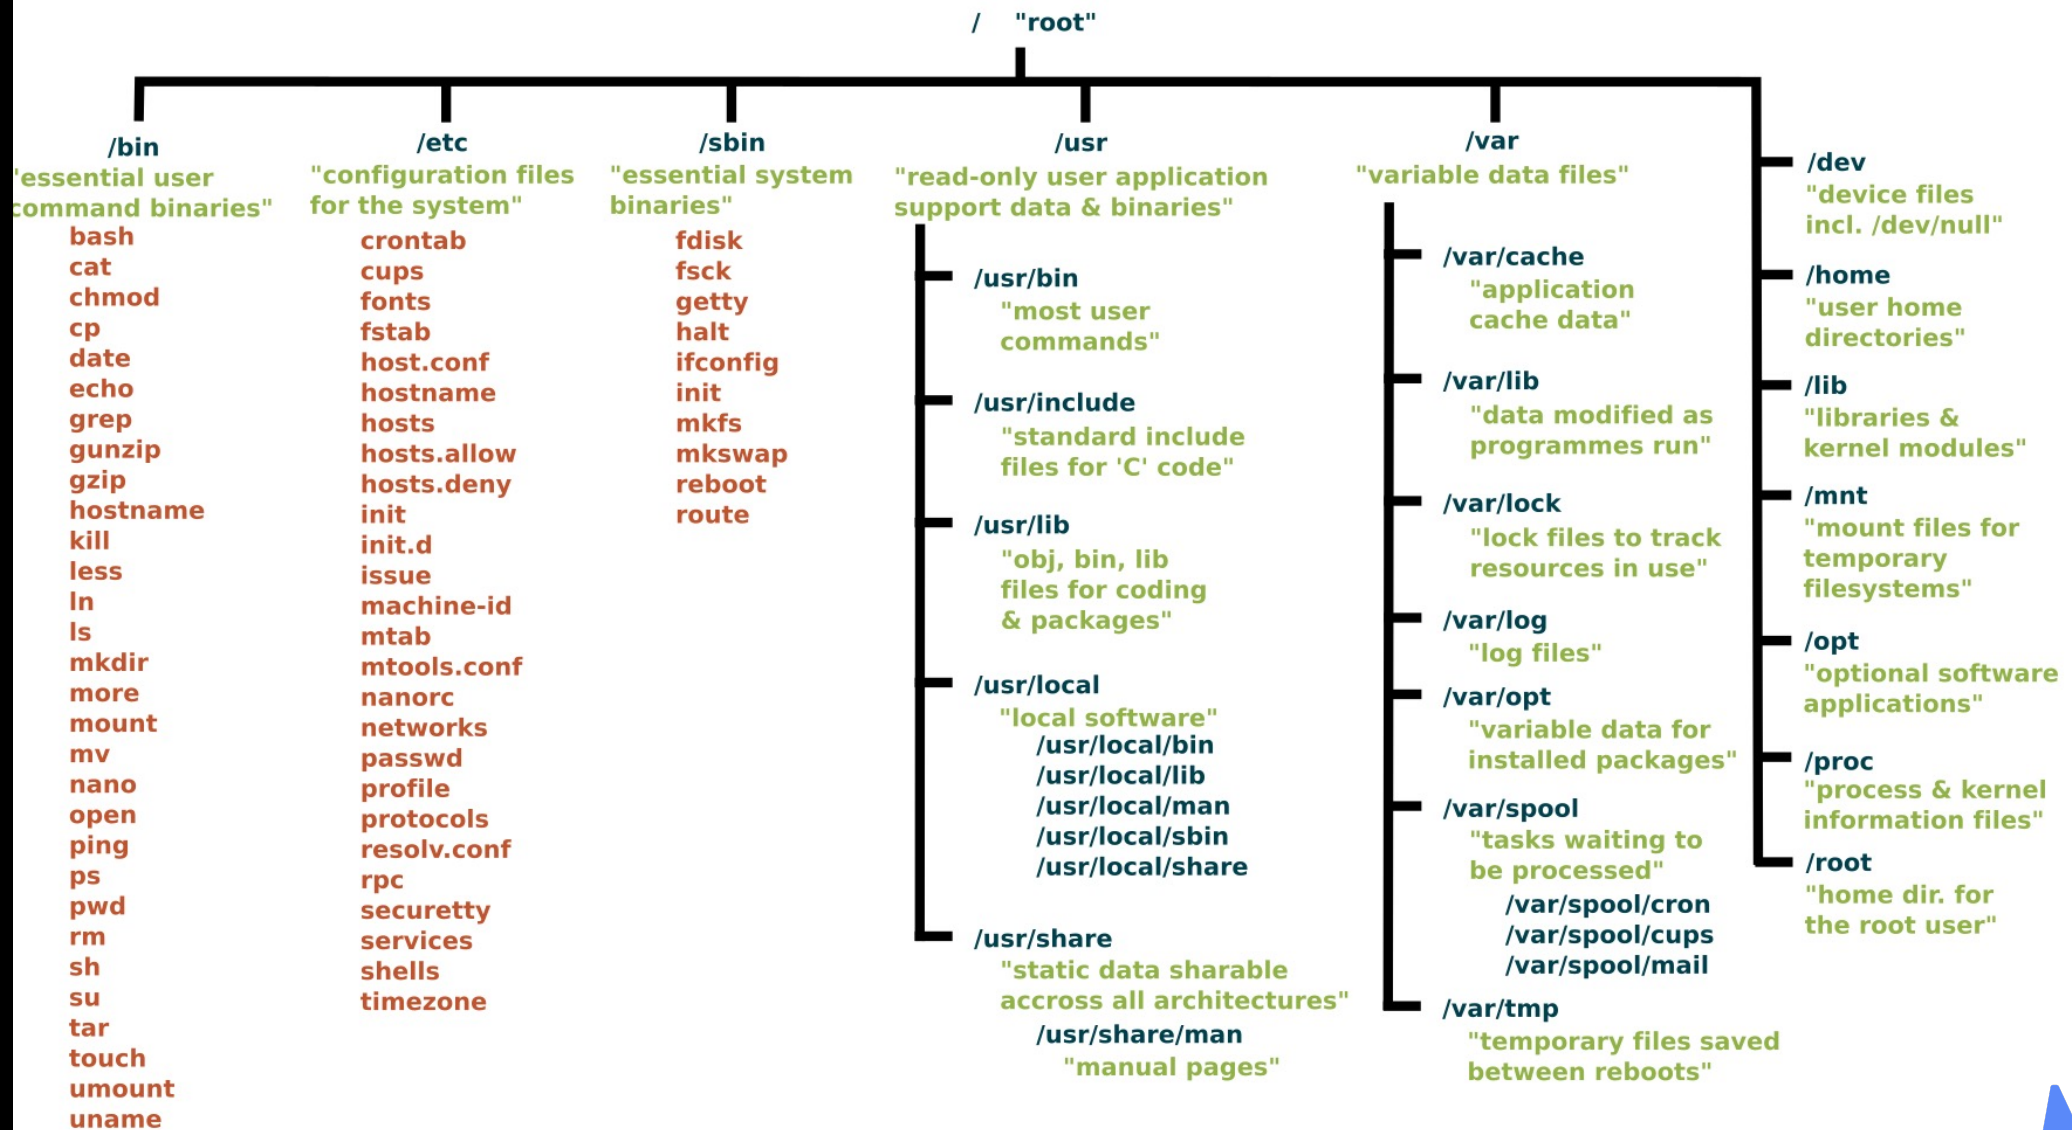 / "root"
/bin
"essential user
command binaries"
bash
cat
chmod
cp
date
echo
grep
gunzip
gzip
hostname
kill
less
ln
ls
mkdir
more
mount
mv
nano
open
ping
ps
pwd
rm
sh
su
tar
touch
umount
uname
/etc
"configuration files
for the system"
crontab
cups
fonts
fstab
host.conf
hostname
hosts
hosts.allow
hosts.deny
init
init.d
issue
machine-id
mtab
mtools.conf
nanorc
networks
passwd
profile
protocols
resolv.conf
rpc
securetty
services
shells
timezone
/sbin
"essential system
binaries"
fdisk
fsck
getty
halt
ifconfig
init
mkfs
mkswap
reboot
route
/usr
"read-only user application
support data & binaries"
/usr/bin
"most user
commands"
/usr/include
"standard include
files for 'C' code"
/usr/lib
"obj, bin, lib
files for coding
& packages"
/usr/local
"local software"
/usr/local/bin
/usr/local/lib
/usr/local/man
/usr/local/sbin
/usr/local/share
/usr/share
"static data sharable
accross all architectures"
/usr/share/man
"manual pages"
/var
"variable data files"
/var/cache
"application
cache data"
/var/lib
"data modified as
programmes run"
/var/lock
"lock files to track
resources in use"
/var/log
"log files"
/var/opt
"variable data for
installed packages"
/var/spool
"tasks waiting to
be processed"
/var/spool/cron
/var/spool/cups
/var/spool/mail
/var/tmp
"temporary files saved
between reboots"
/dev
"device files
incl. /dev/null"
/home
"user home
directories"
/lib
"libraries &
kernel modules"
/mnt
"mount files for
temporary
filesystems"
/opt
"optional software
applications"
/proc
"process & kernel
information files"
/root
"home dir. for
the root user"